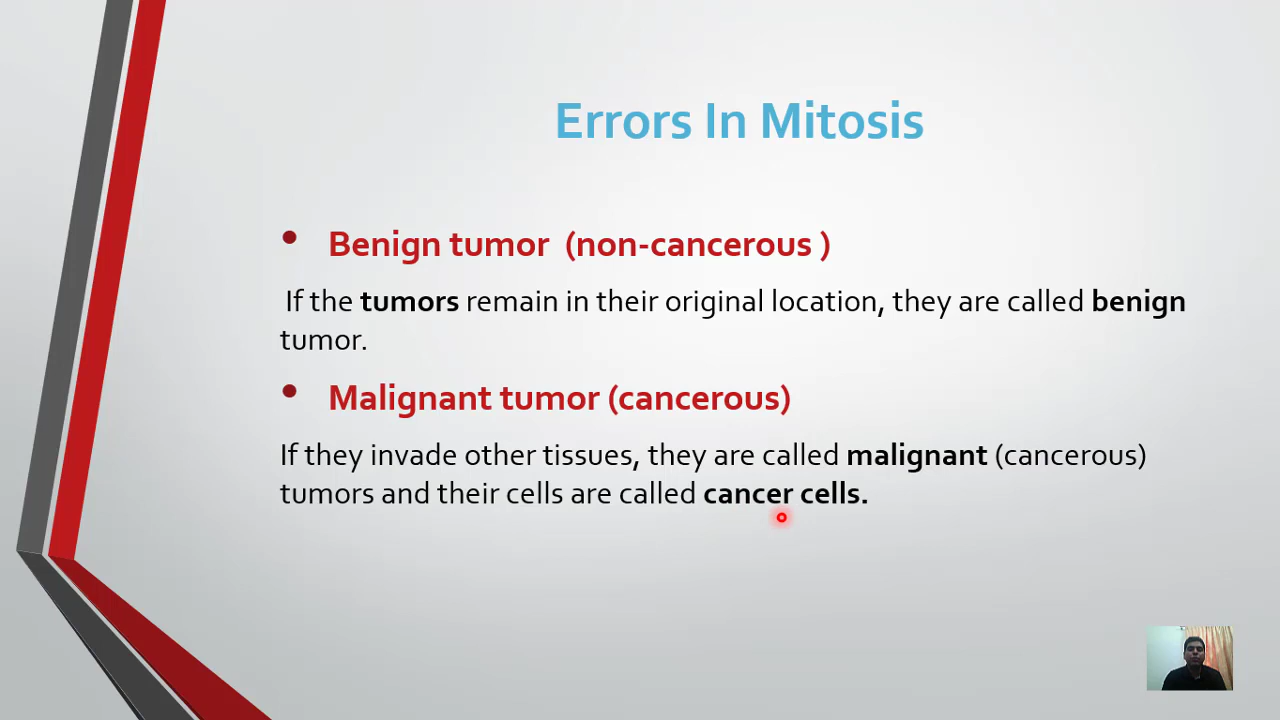 Errors In Mitosis
• Benign tumor (non-cancerous )
If the tumors remain in their original location, they are called benign
tumor.
• Malignant tumor (cancerous)
If they invade other tissues, they are called malignant (cancerous)
tumors and their cells are called cancer cells.